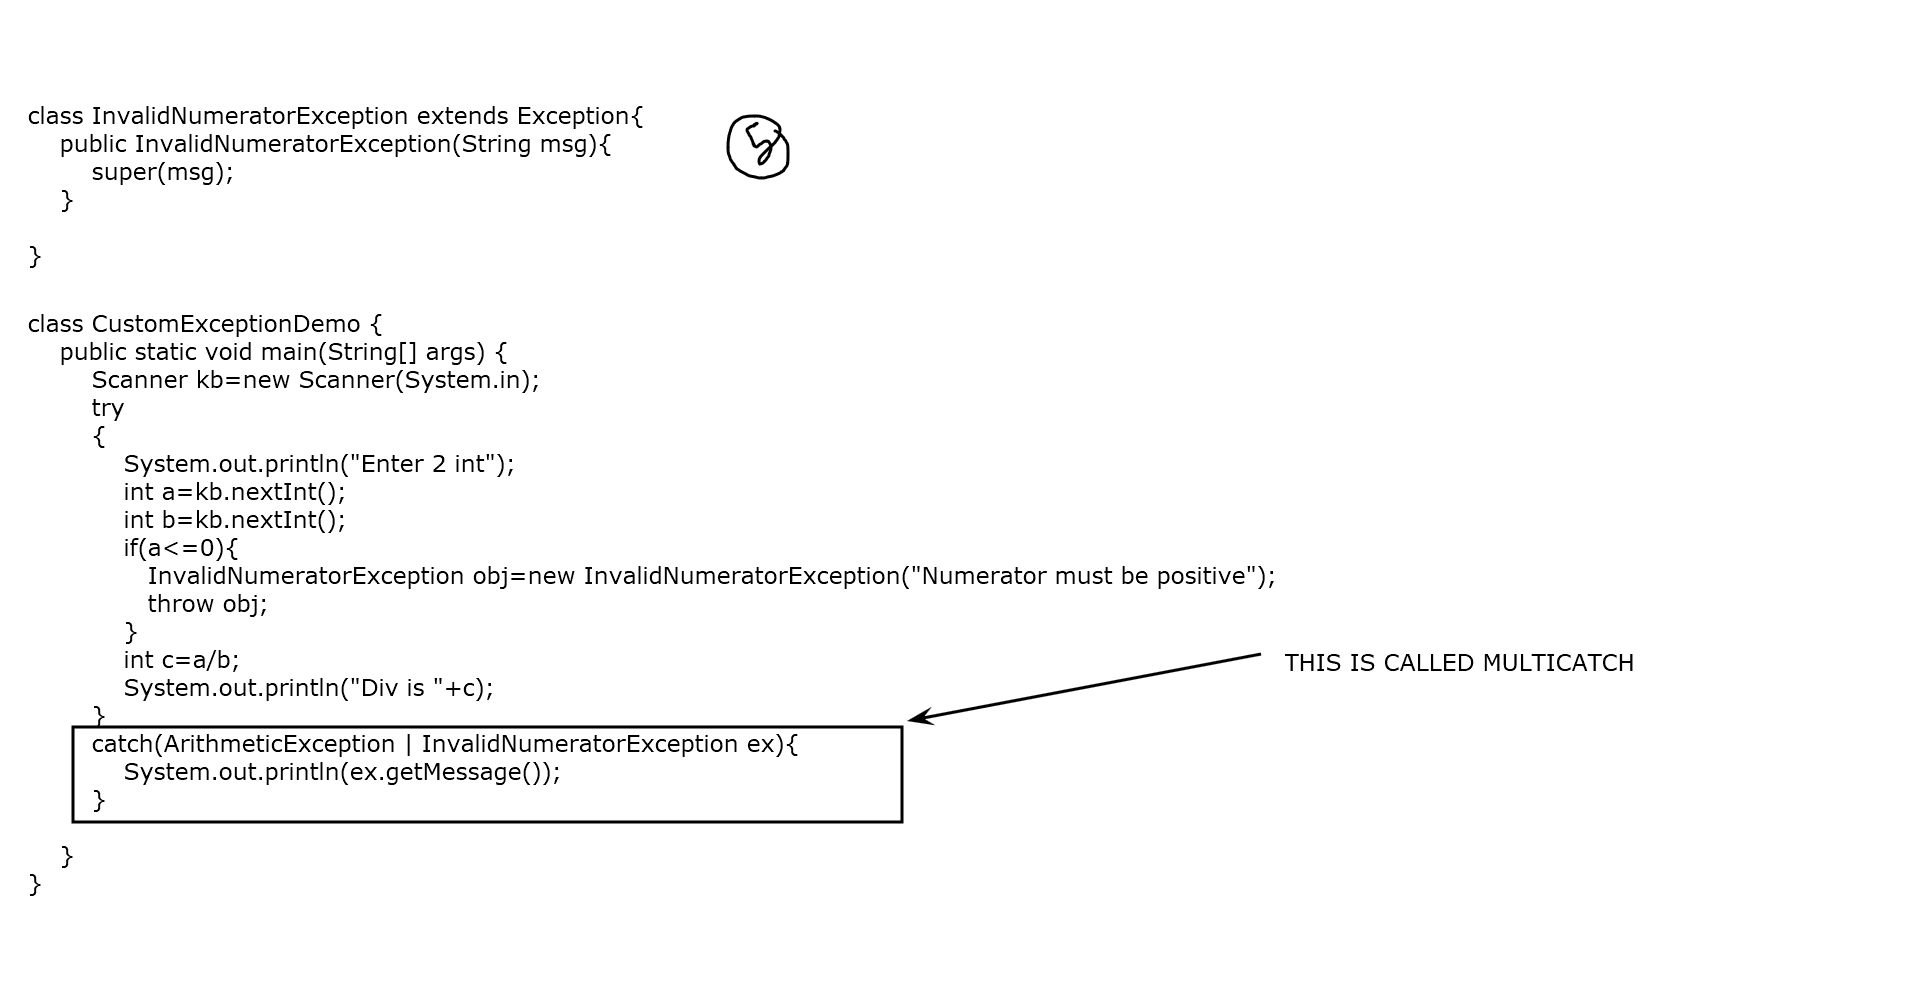 class InvalidNumeratorException extends Exception{
public InvalidNumeratorException(String msg){
super(msg);
}
}
class CustomExceptionDemo {
public static void main(String[] args) {
Scanner kb=new Scanner(System.in);
try
{
System.out.println("Enter 2 int");
int a=kb.nextInt();
int b=kb.nextInt();
if(a<=0){
InvalidNumeratorException obj=new InvalidNumeratorException("Numerator must be positive");
throw obj;
}
int c=a/b;
System.out.println("Div is "+c);
}
catch(ArithmeticException | InvalidNumeratorException ex){
System.out.println(ex.getMessage());
}
}
}
THIS IS CALLED MULTICATCH